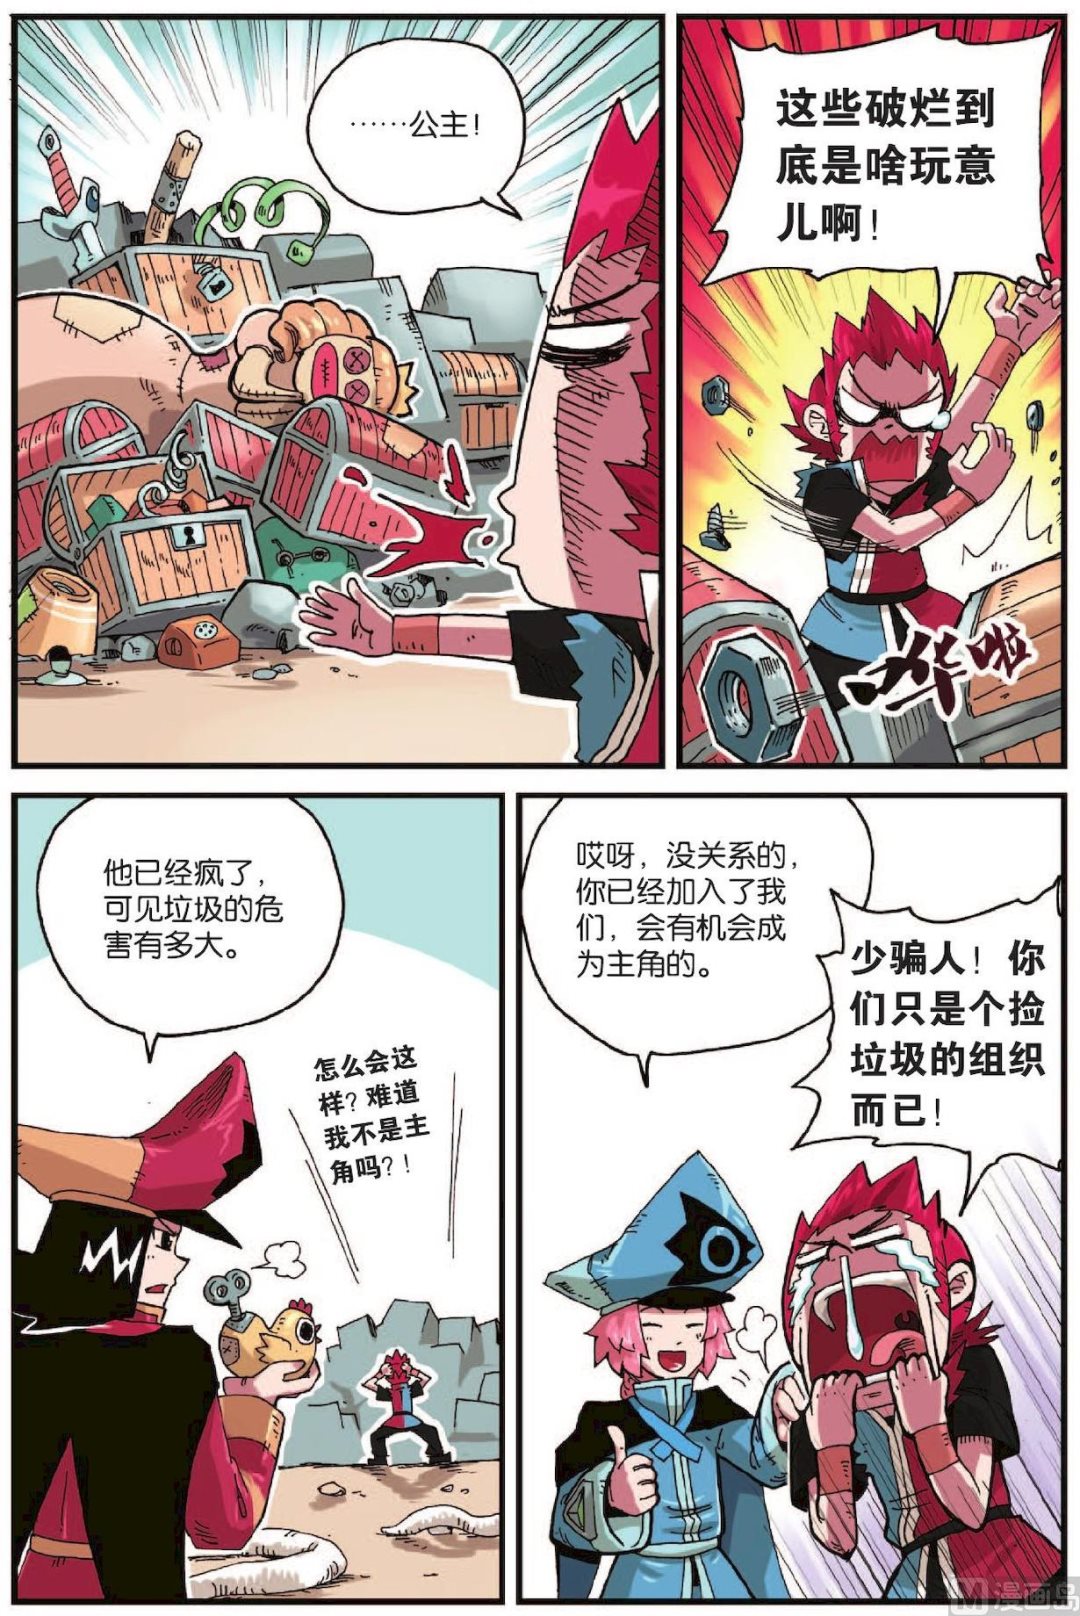 ……公主！
这些破烂到
底是啥玩意
儿啊！
哗啦
他已经疯了，
可见垃圾的危
害有多大。
怎么会这
样？难道
我不是主
角吗？！
哎呀，没关系的，
你已经加入了我
们，会有机会成
为主角的。
少骗人！你
们只是个捡
垃圾的组织
而已！
漫画岛